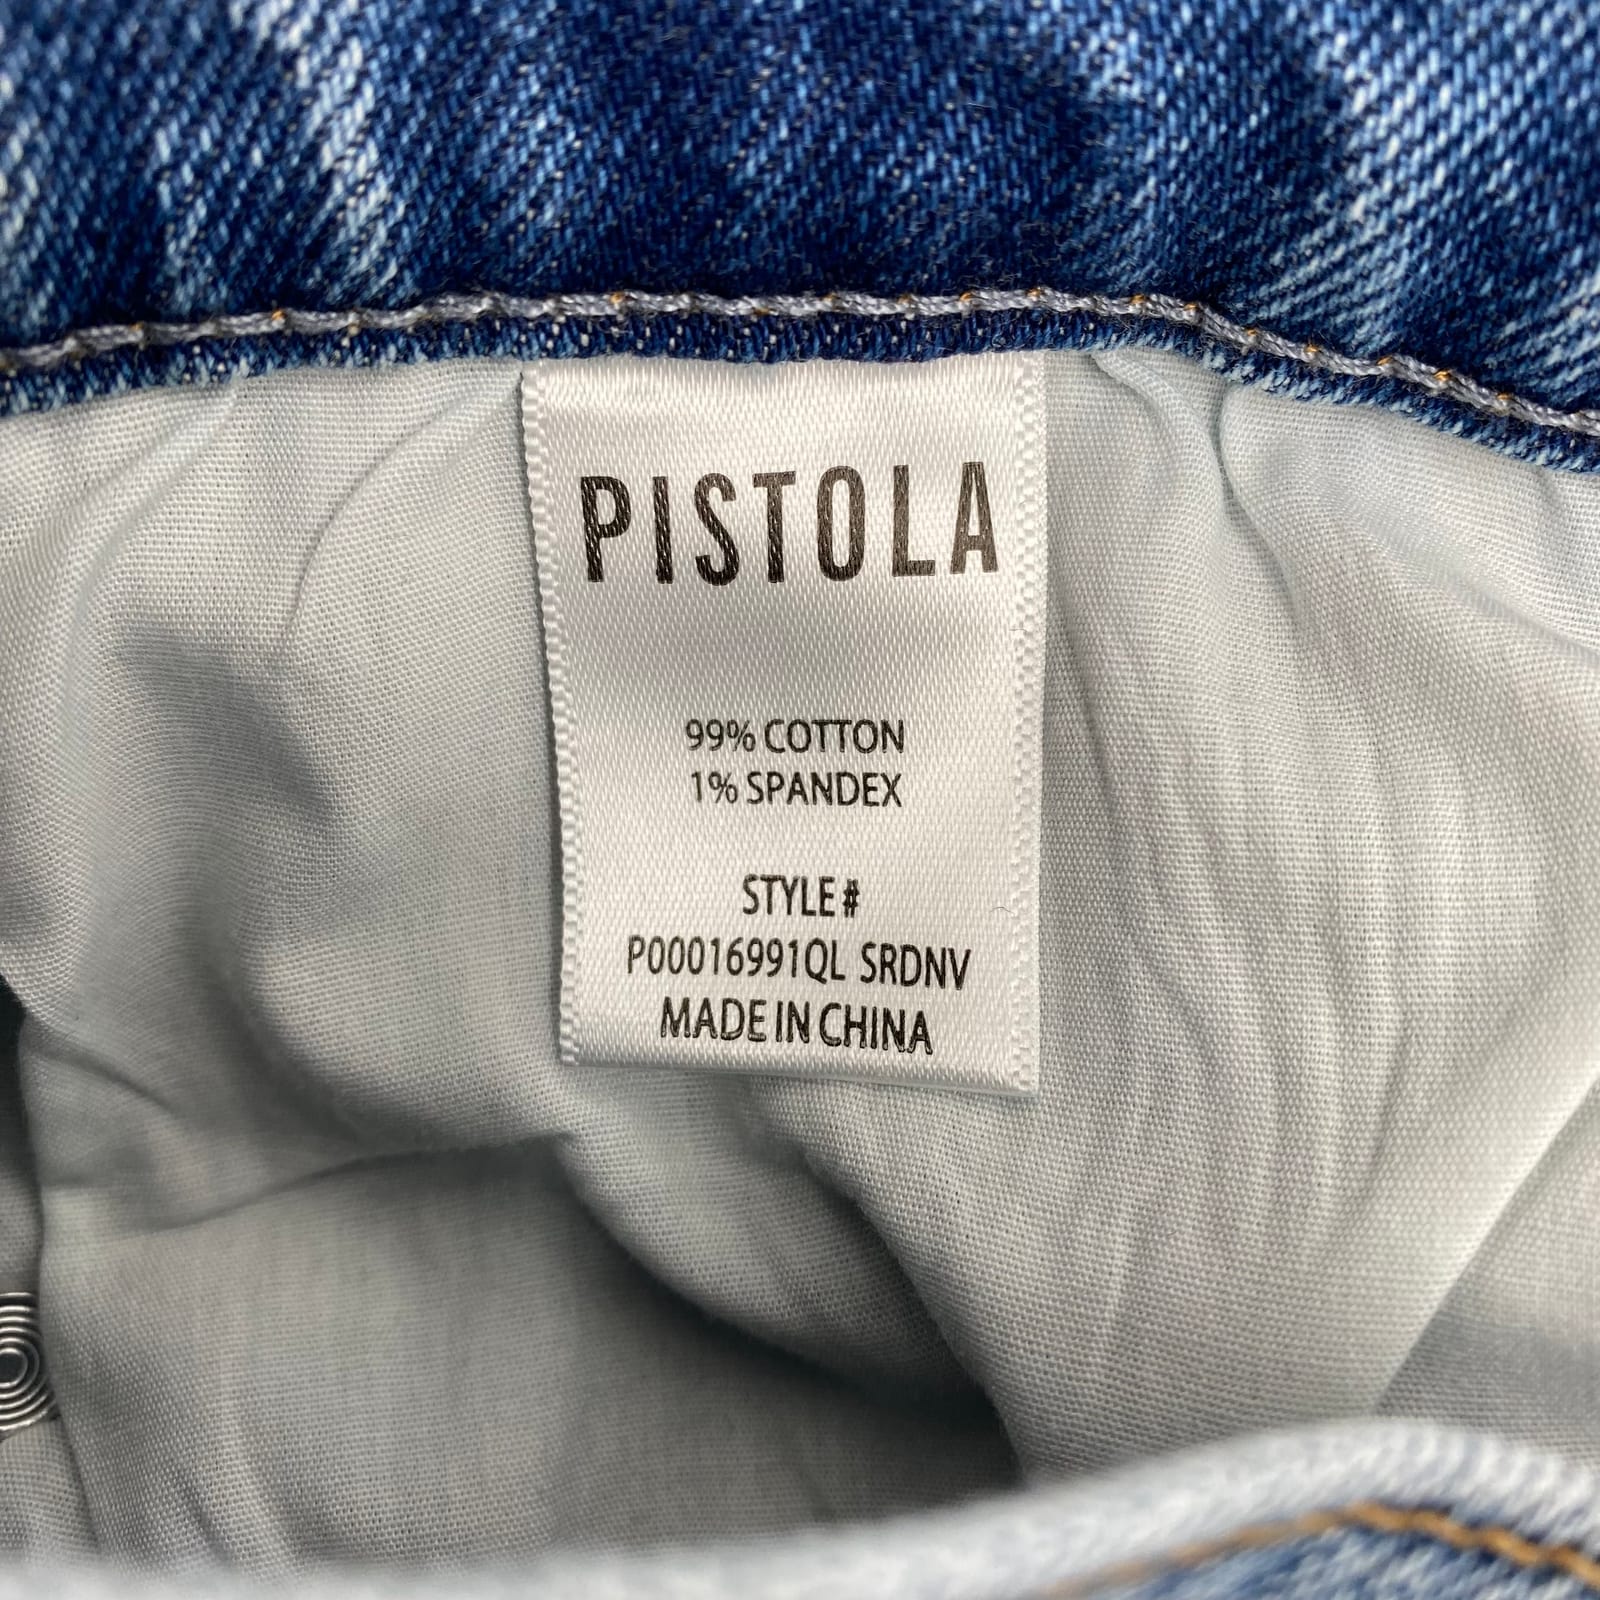 PISTOLA
99% COTTON
1% SPANDEX
STYLE#
P00016991QL SRDNV
MADE IN CHINA